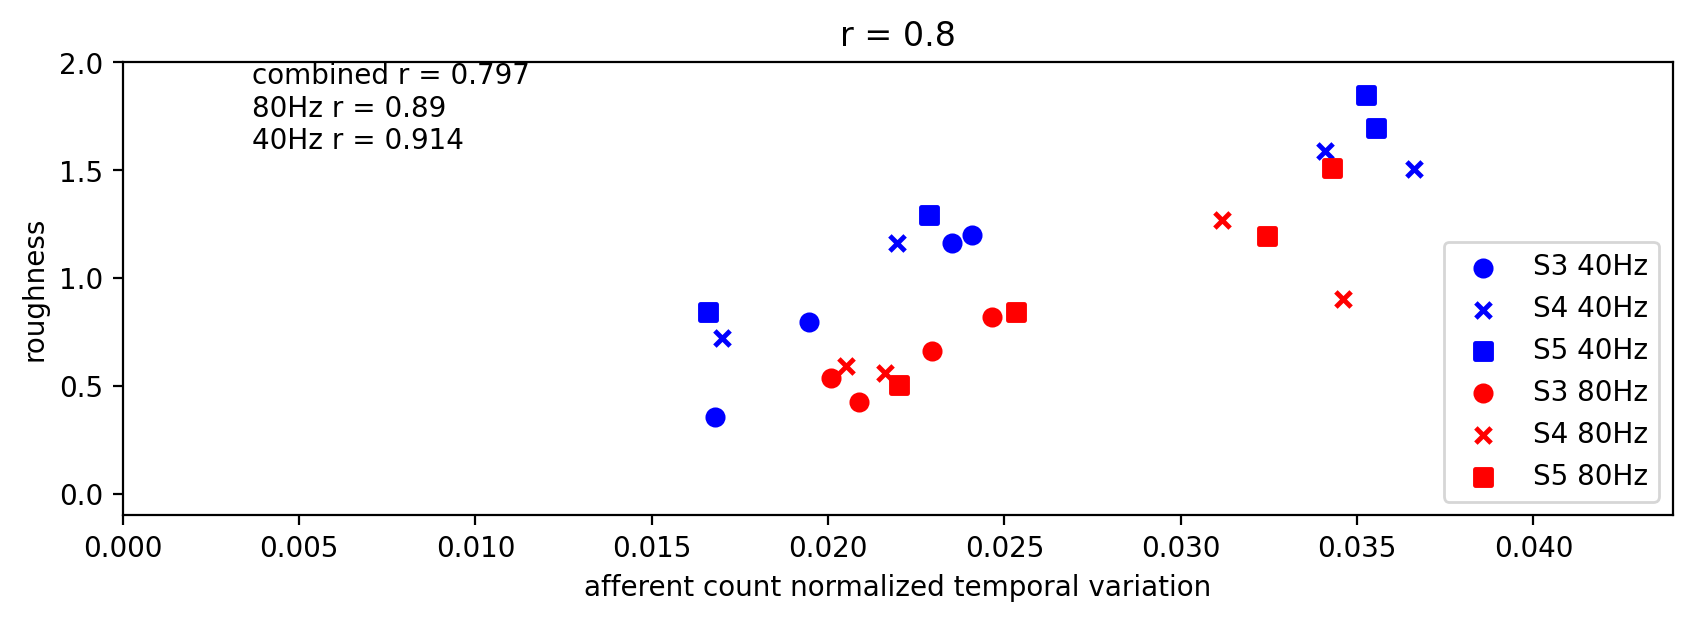 r = 0.8
combined r = 0.797
80Hz r = 0.89
40Hz r = 0.914
roughness
2.0
1.5
1.0
0.5
0.0
S3 40Hz
S4 40Hz
S5 40Hz
S3 80Hz
S4 80Hz
S5 80Hz
0.000 0.005 0.010 0.015 0.020 0.025 0.030 0.035 0.040
afferent count normalized temporal variation